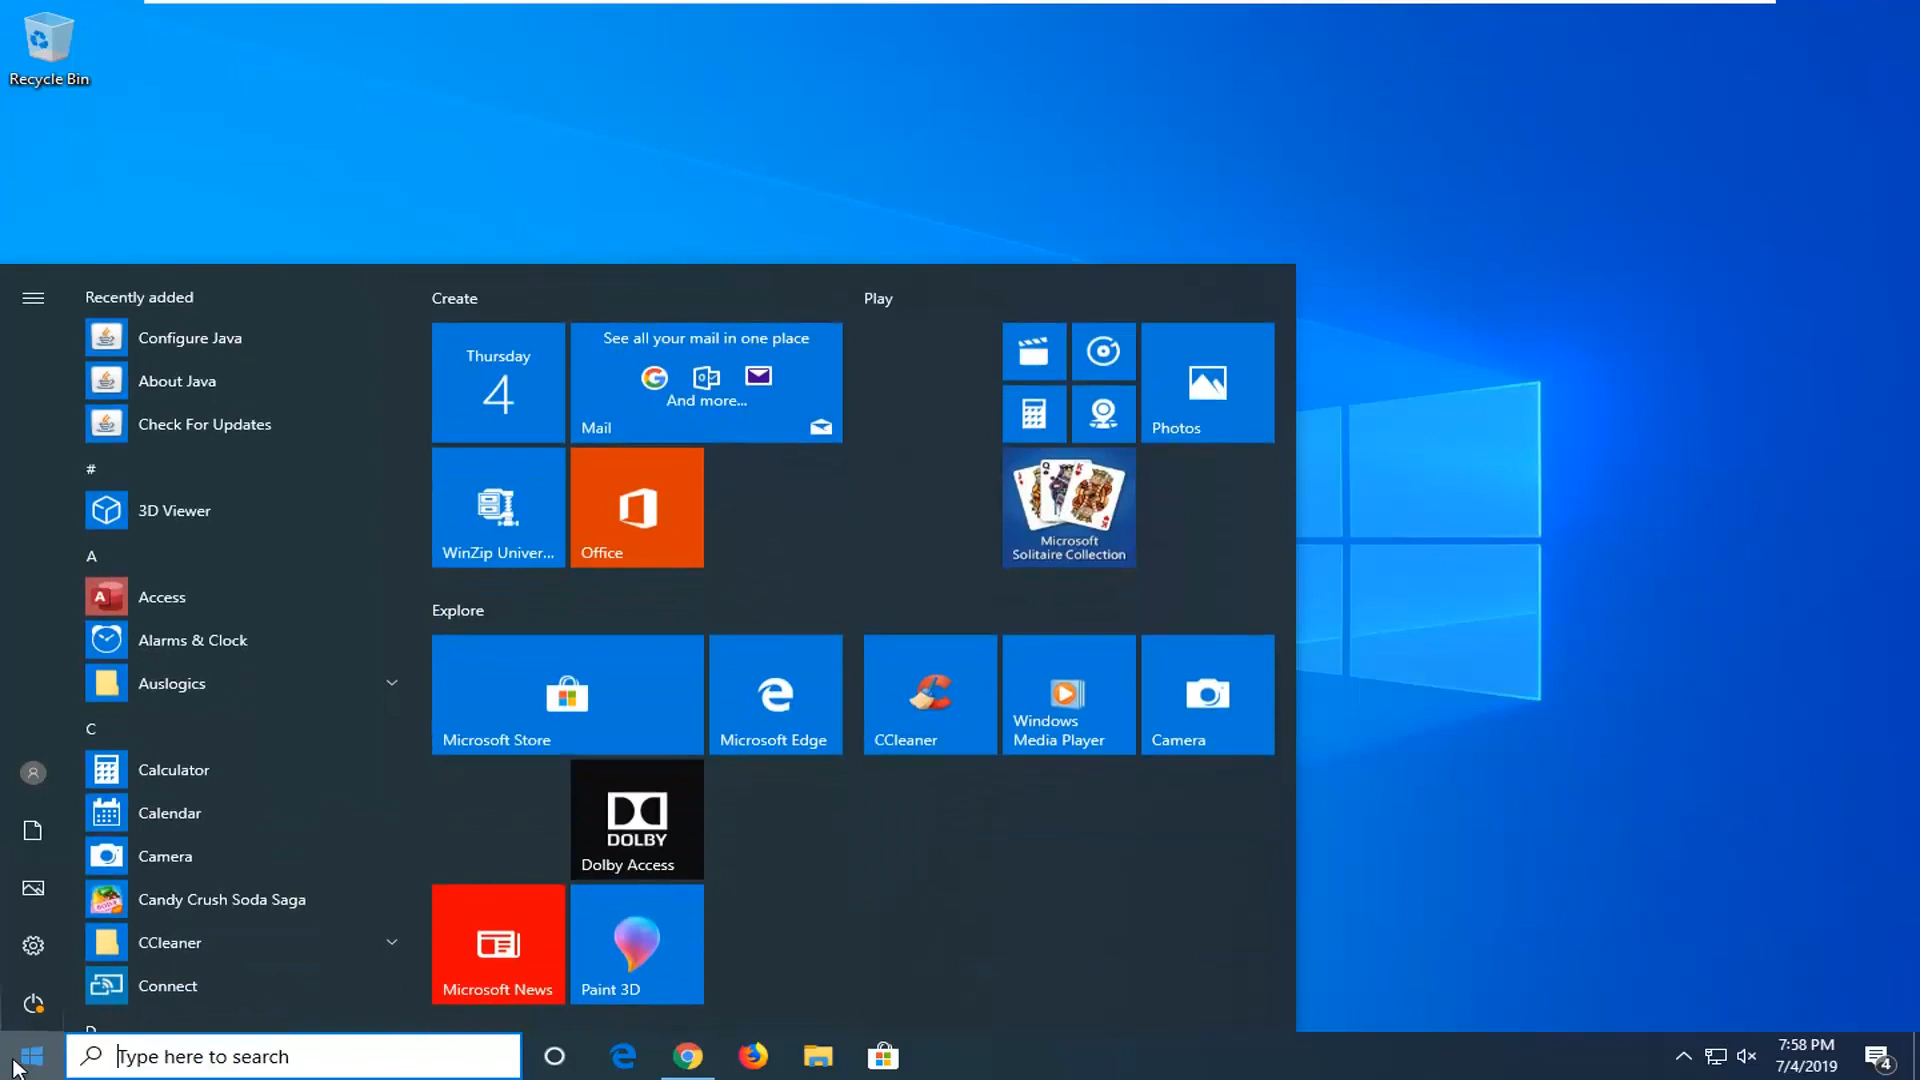 Recycle Bin
Recently added
Configure Java
About Java
Check For Updates
#
3D Viewer
A
Access
Alarms & Clock
Auslogics
C
Calculator
Calendar
Camera
Candy Crush Soda Saga
CCleaner
Connect
D
Create
Thursday
4
See all your mail in one place
And more...
Mail
WinZip Univer...
Office
Explore
Microsoft Store
Microsoft Edge
DOLBY
Dolby Access
Microsoft News
Paint 3D
Play
Photos
Microsoft
Solitaire Collection
CCleaner
Windows
Media Player
Camera
Type here to search
7:58 PM
7/4/2019
4